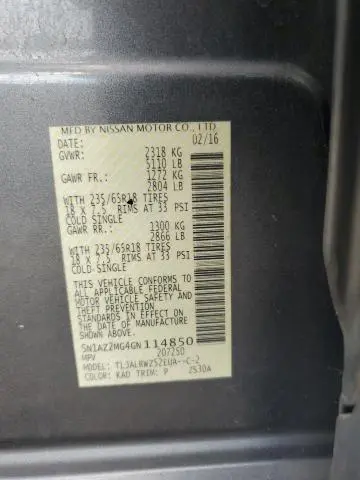 MFD BY NISSAN MOTOR CO., LTD
DATE: 02/16
GVWR: 2318 KG
5110 LB
GAWR FR.: 1272 KG
2804 LB
WITH 235/65R18 TIRES
18 X 7.5 RIMS AT 33 PSI
COLD SINGLE
GAWR RR.: 1300 KG
2866 LB
WITH 235/65R18 TIRES
18 X 7.5 RIMS AT 33 PSI
COLD-SINGLE
THIS VEHICLE CONFORMS TO
ALL APPLICABLE FEDERAL
MOTOR VEHICLE SAFETY AND
THEFT PREVENTION
STANDARDS IN EFFECT ON THE
DATE OF MANUFACTURE SHOWN
ABOVE.
5N1AZ2MG4GN114850
MPV 207250
MODEL: TL3ALRWZ52EUA--C-2
COLOR: KAD TRIM: P 2530A